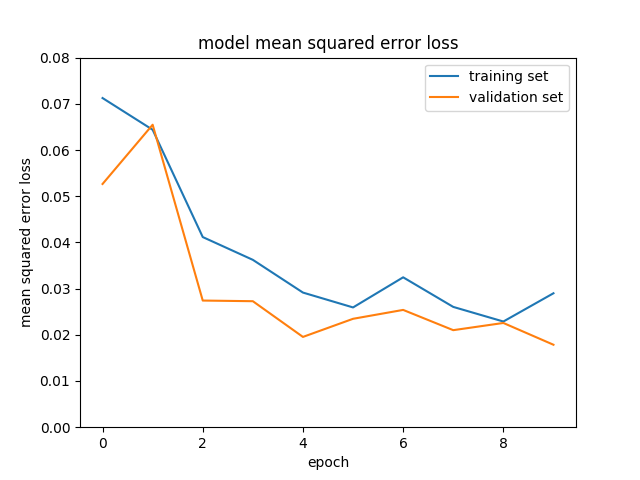 model mean squared error loss
training set
validation set
mean squared error loss
0.08
0.07
0.06
0.05
0.04
0.03
0.02
0.01
0.00
0 2 4 6 8
epoch